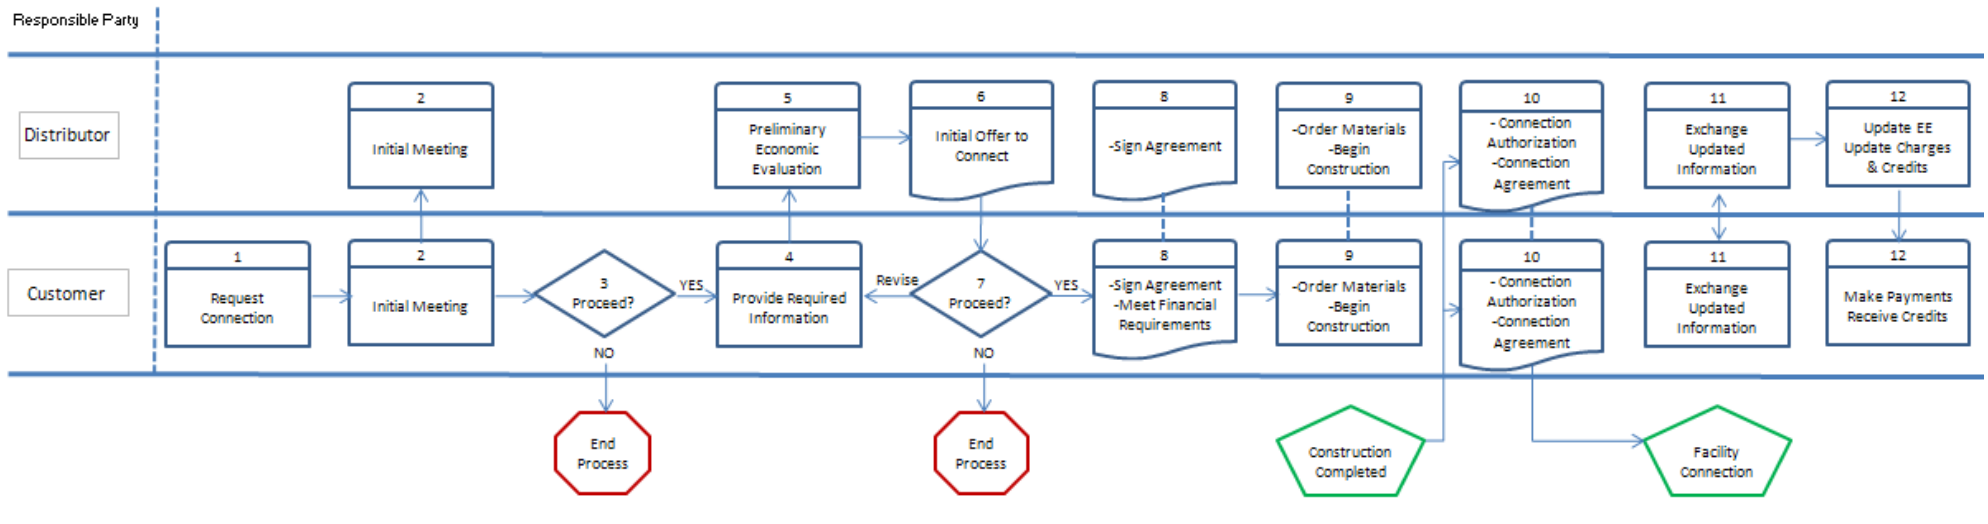 Responsible Party
Distributor
2
Initial Meeting
5
Preliminary
Economic
Evaluation
6
Initial Offer to
Connect
8
-Sign Agreement
9
-Order Materials
-Begin
Construction
10
- Connection
Authorization
-Connection
Agreement
11
Exchange
Updated
Information
12
Update EE
Update Charges
& Credits
Customer
1
Request
Connection
2
Initial Meeting
3
Proceed?
YES
NO
4
Provide Required
Information
Revise
7
Proceed?
YES
NO
8
-Sign Agreement
-Meet Financial
Requirements
9
-Order Materials
-Begin
Construction
10
- Connection
Authorization
-Connection
Agreement
11
Exchange
Updated
Information
12
Make Payments
Receive Credits
End
Process
End
Process
Construction
Completed
Facility
Connection